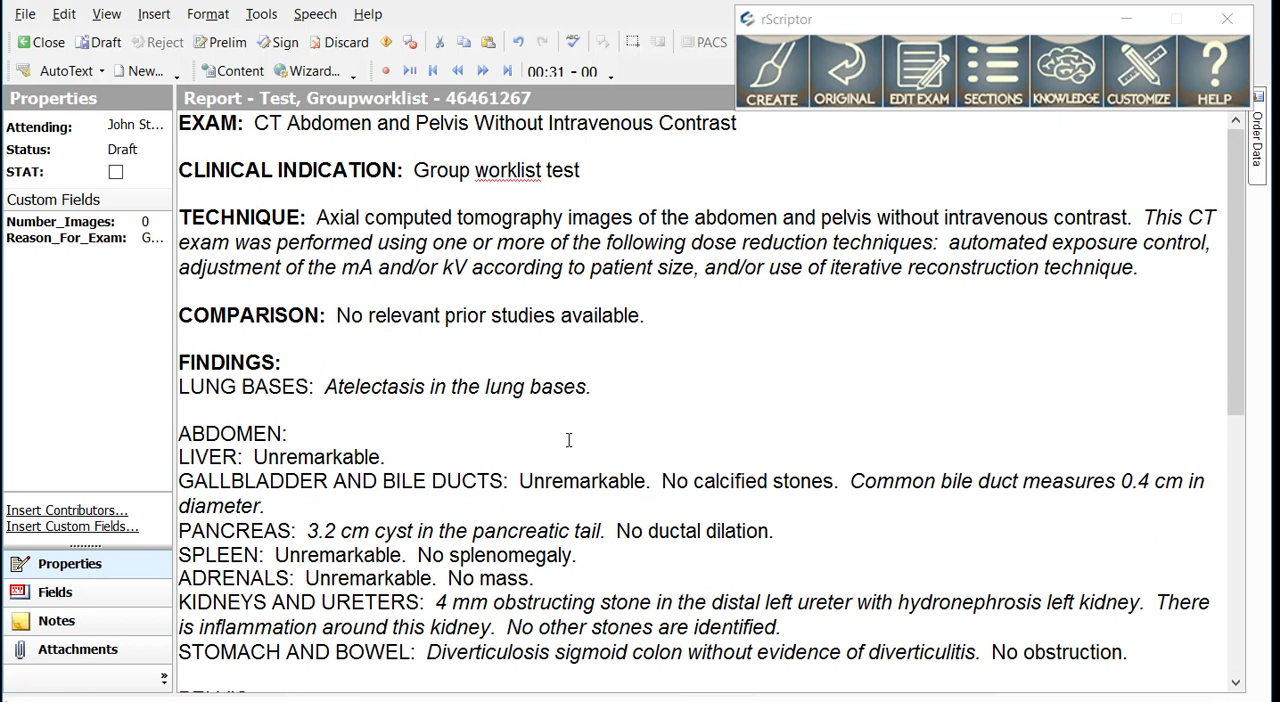 File Edit View Insert Format Tools Speech Help
rScriptor
Close Draft Reject Prelim Sign Discard PACS
AutoText New... Content Wizard... 00:31 - 00
CREATE ORIGINAL EDIT EXAM SECTIONS KNOWLEDGE CUSTOMIZE HELP
Properties
Attending: John St...
Status: Draft
STAT:
Custom Fields
Number_Images: 0
Reason_For_Exam: G...
Insert Contributors...
Insert Custom Fields...
Properties
Fields
Notes
Attachments
Report - Test, Groupworklist - 46461267
EXAM: CT Abdomen and Pelvis Without Intravenous Contrast
CLINICAL INDICATION: Group worklist test
TECHNIQUE: Axial computed tomography images of the abdomen and pelvis without intravenous contrast. This CT
exam was performed using one or more of the following dose reduction techniques: automated exposure control,
adjustment of the mA and/or kV according to patient size, and/or use of iterative reconstruction technique.
COMPARISON: No relevant prior studies available.
FINDINGS:
LUNG BASES: Atelectasis in the lung bases.
ABDOMEN:
LIVER: Unremarkable.
GALLBLADDER AND BILE DUCTS: Unremarkable. No calcified stones. Common bile duct measures 0.4 cm in
diameter.
PANCREAS: 3.2 cm cyst in the pancreatic tail. No ductal dilation.
SPLEEN: Unremarkable. No splenomegaly.
ADRENALS: Unremarkable. No mass.
KIDNEYS AND URETERS: 4 mm obstructing stone in the distal left ureter with hydronephrosis left kidney. There
is inflammation around this kidney. No other stones are identified.
STOMACH AND BOWEL: Diverticulosis sigmoid colon without evidence of diverticulitis. No obstruction.
Order Data